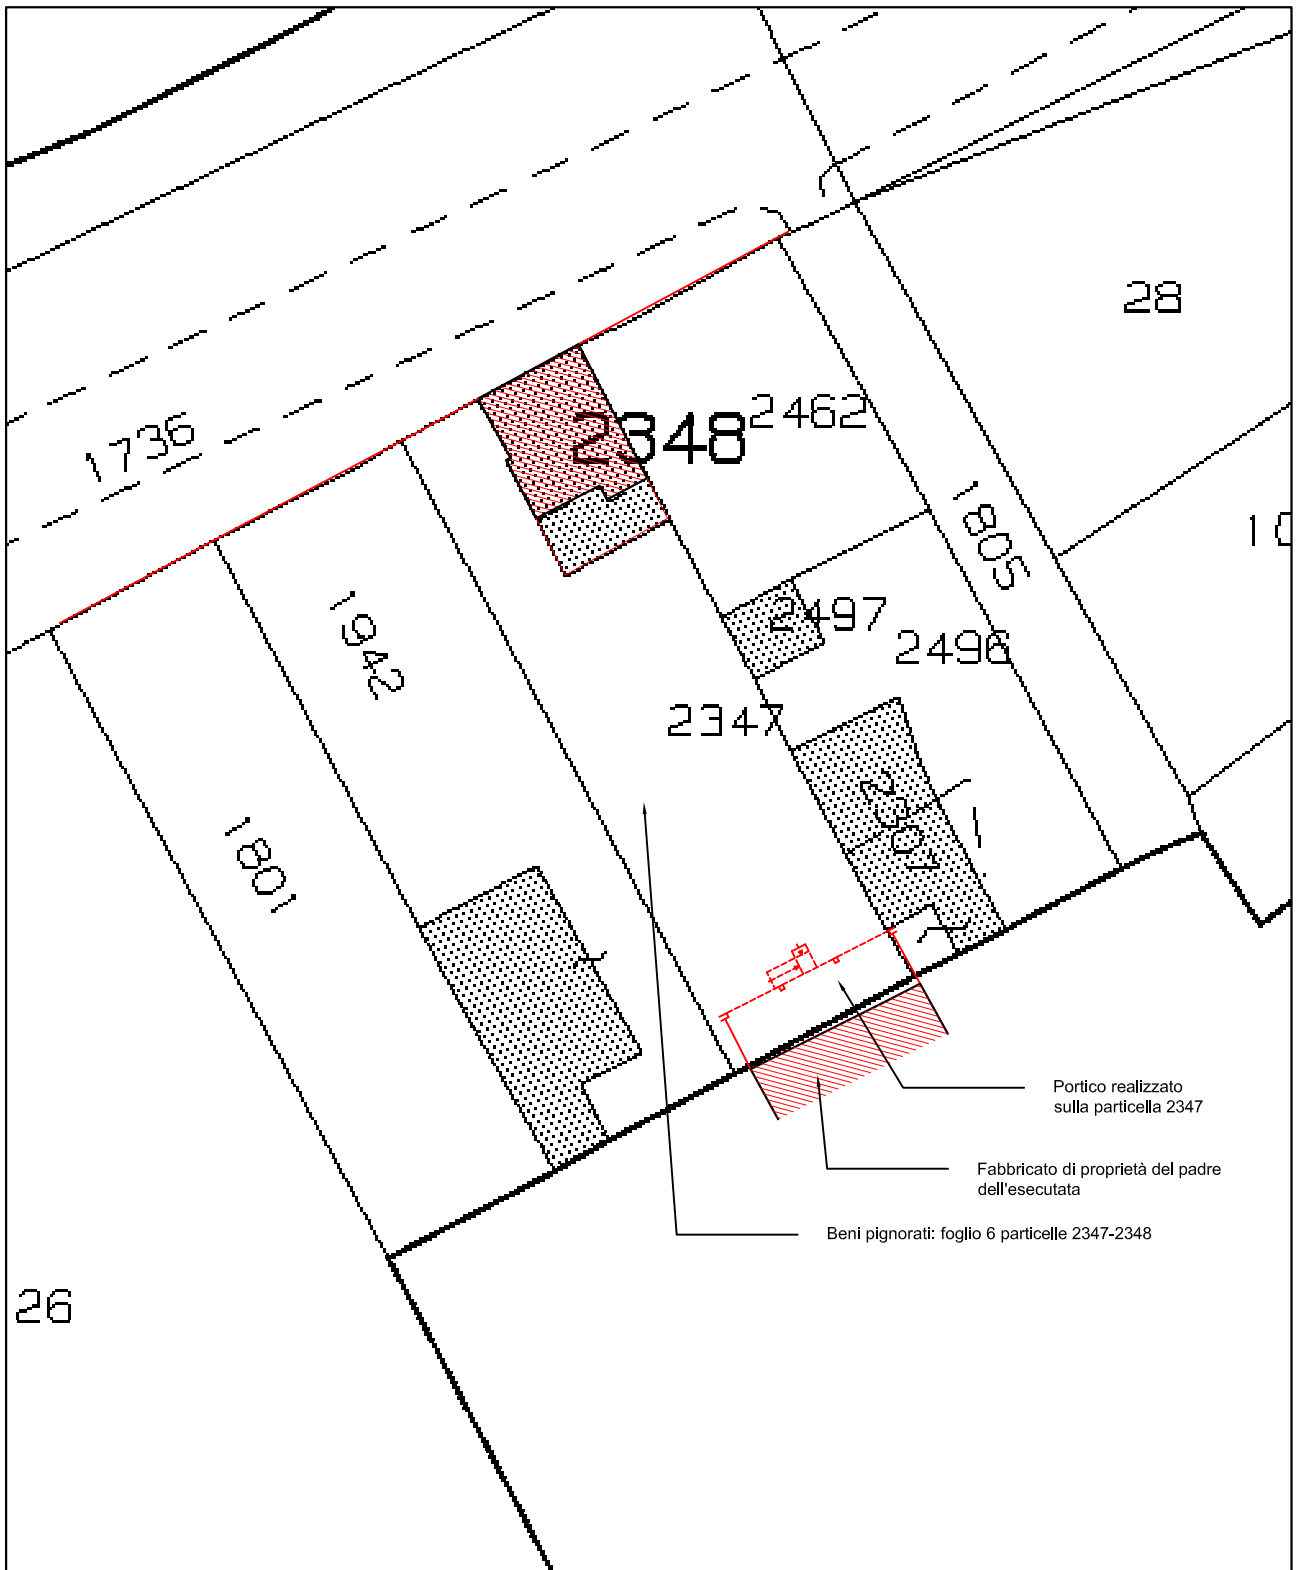 28
2462
2348
1736
1805
10
1942
2497
2496
2347
2307
1801
Portico realizzato
sulla particella 2347
Fabbricato di proprietà del padre
dell'esecutata
Beni pignorati: foglio 6 particelle 2347-2348
26